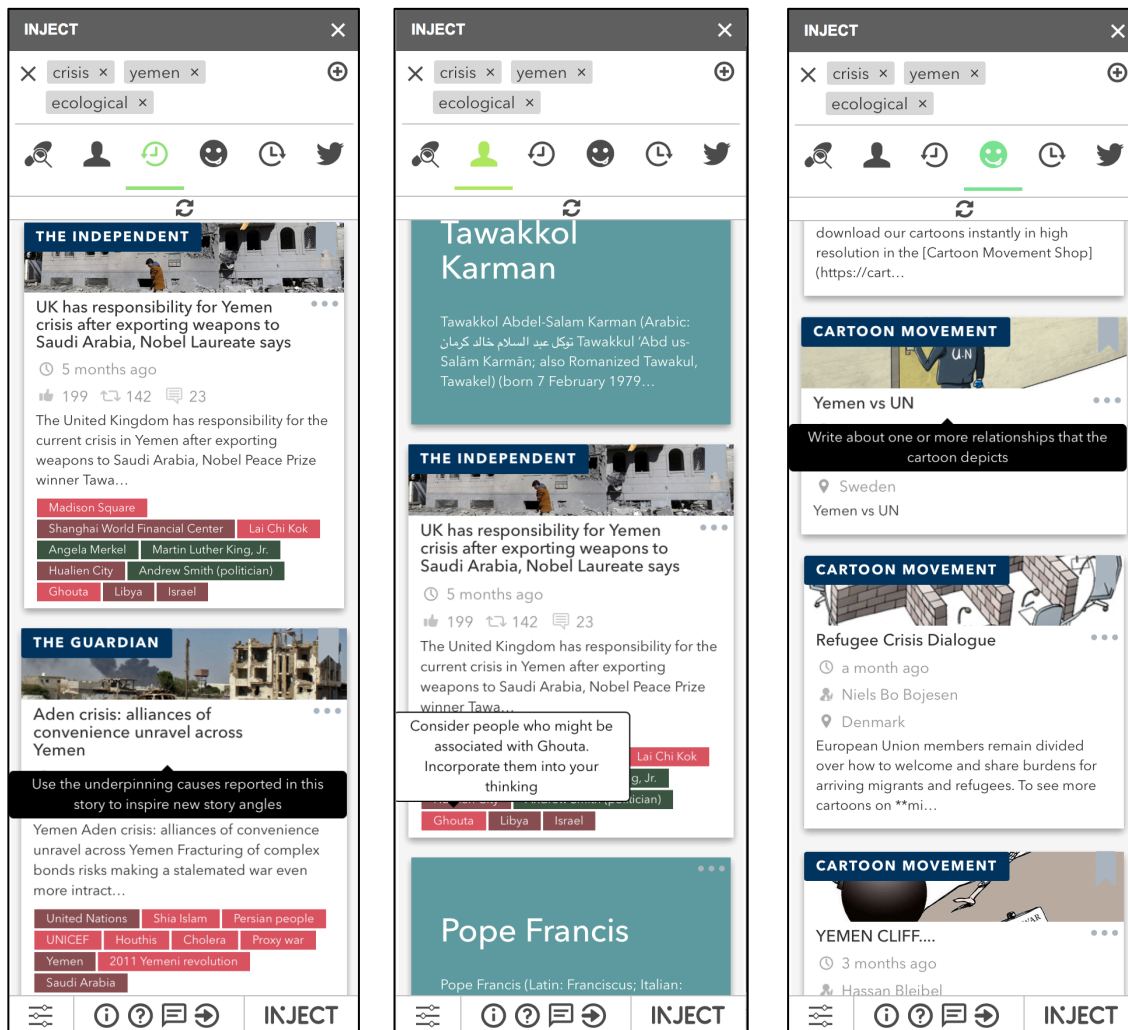 INJECT ×
× crisis × yemen ×
ecological ×
THE INDEPENDENT
UK has responsibility for Yemen
crisis after exporting weapons to
Saudi Arabia, Nobel Laureate says
5 months ago
199 142 23
The United Kingdom has responsibility for the
current crisis in Yemen after exporting
weapons to Saudi Arabia, Nobel Peace Prize
winner Tawa…
Madison Square
Shanghai World Financial Center Lai Chi Kok
Angela Merkel Martin Luther King, Jr.
Hualien City Andrew Smith (politician)
Ghouta Libya Israel
THE GUARDIAN
Aden crisis: alliances of
convenience unravel across
Yemen
Use the underpinning causes reported in this
story to inspire new story angles
Yemen Aden crisis: alliances of convenience
unravel across Yemen Fracturing of complex
bonds risks making a stalemated war even
more intract…
United Nations Shia Islam Persian people
UNICEF Houthis Cholera Proxy war
Yemen 2011 Yemeni revolution
Saudi Arabia
INJECT
INJECT ×
× crisis × yemen ×
ecological ×
Tawakkol
Karman
Tawakkol Abdel-Salam Karman (Arabic:
توكل عبد السلام خالد كرمان Tawakkul ‘Abd us-
Salām Karmān; also Romanized Tawakul,
Tawakel) (born 7 February 1979…
THE INDEPENDENT
UK has responsibility for Yemen
crisis after exporting weapons to
Saudi Arabia, Nobel Laureate says
5 months ago
199 142 23
The United Kingdom has responsibility for the
current crisis in Yemen after exporting
weapons to Saudi Arabia, Nobel Peace Prize
winner Tawa…
Consider people who might be
associated with Ghouta.
Incorporate them into your
thinking
Lai Chi Kok
g, Jr.
Andrew Smith (politician)
Ghouta Libya Israel
Pope Francis
Pope Francis (Latin: Franciscus; Italian:
INJECT
INJECT ×
× crisis × yemen ×
ecological ×
download our cartoons instantly in high
resolution in the [Cartoon Movement Shop]
(https://cart…
CARTOON MOVEMENT
U.N
Yemen vs UN
Write about one or more relationships that the
cartoon depicts
Sweden
Yemen vs UN
CARTOON MOVEMENT
Refugee Crisis Dialogue
a month ago
Niels Bo Bojesen
Denmark
European Union members remain divided
over how to welcome and share burdens for
arriving migrants and refugees. To see more
cartoons on **mi…
CARTOON MOVEMENT
WAR
YEMEN CLIFF....
3 months ago
Hassan Bleibel
INJECT